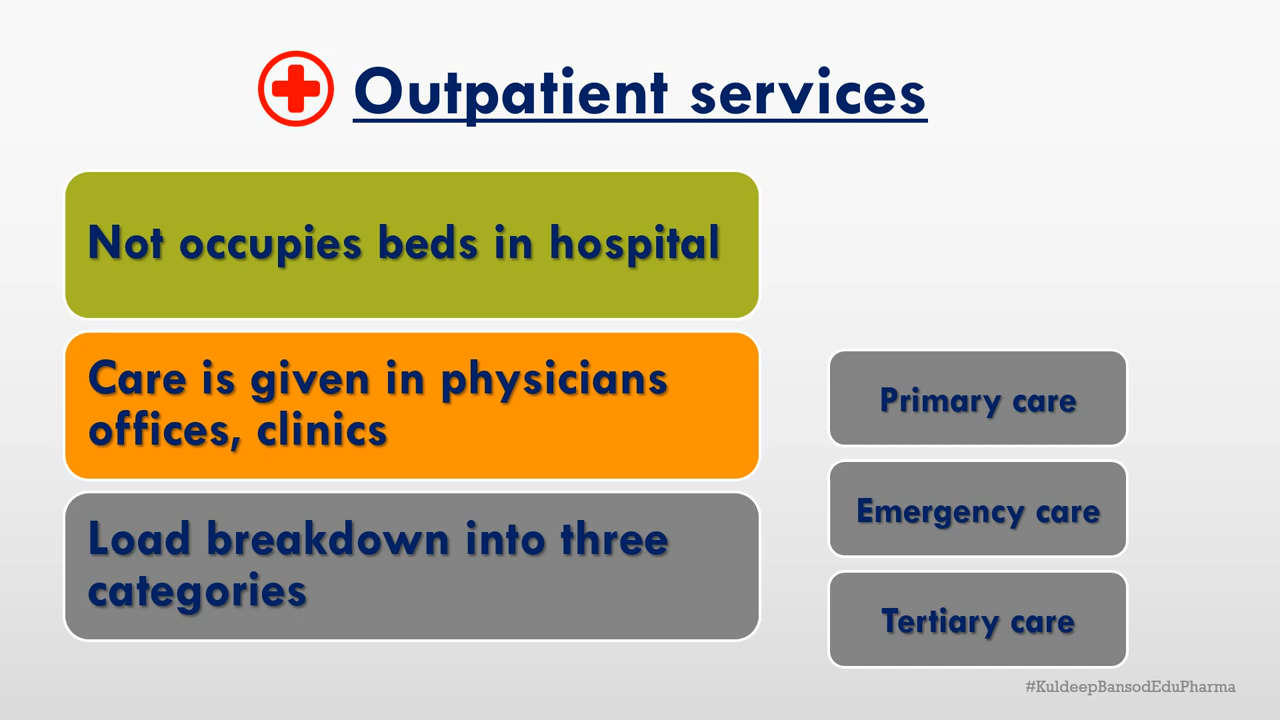 Outpatient services
Not occupies beds in hospital
Care is given in physicians
offices, clinics
Load breakdown into three
categories
Primary care
Emergency care
Tertiary care
#KuldeepBansodEduPharma